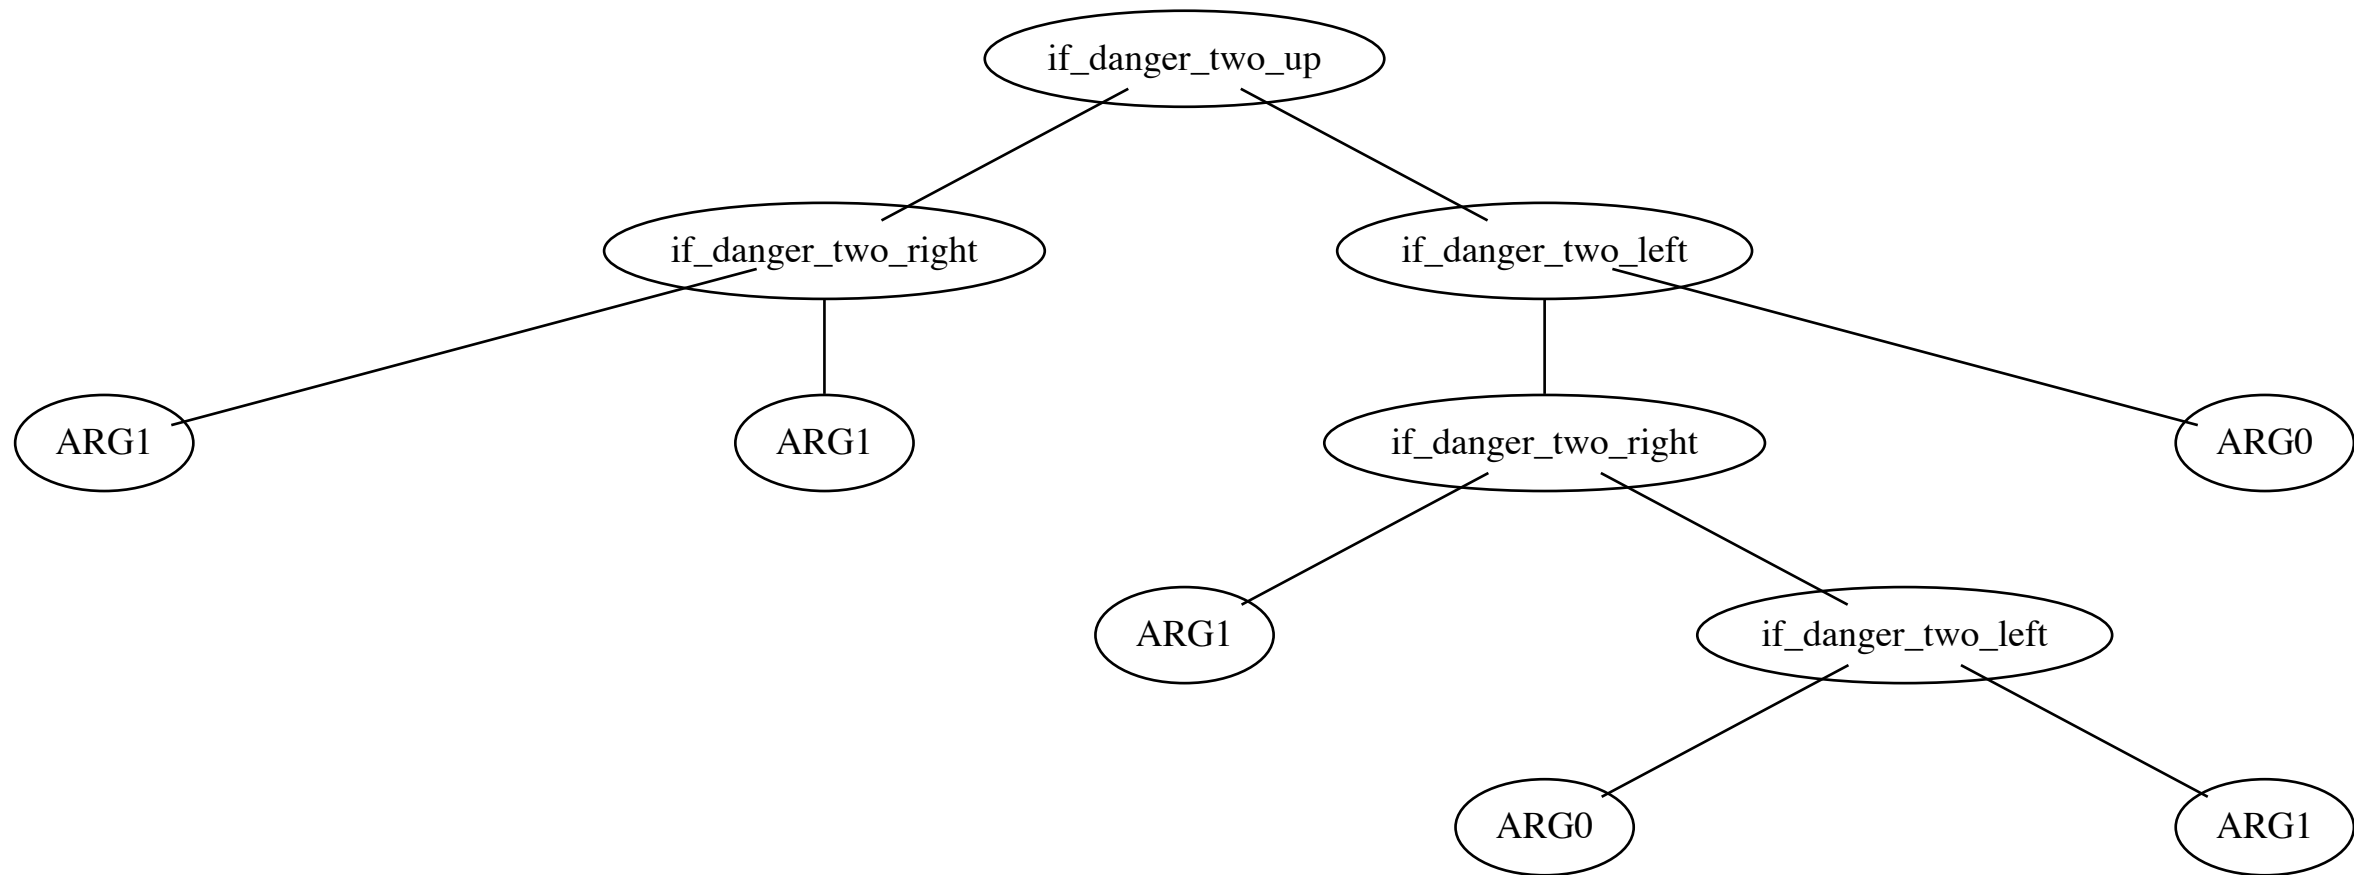 if_danger_two_up
if_danger_two_right
if_danger_two_left
ARG1
ARG1
if_danger_two_right
ARG0
ARG1
if_danger_two_left
ARG0
ARG1